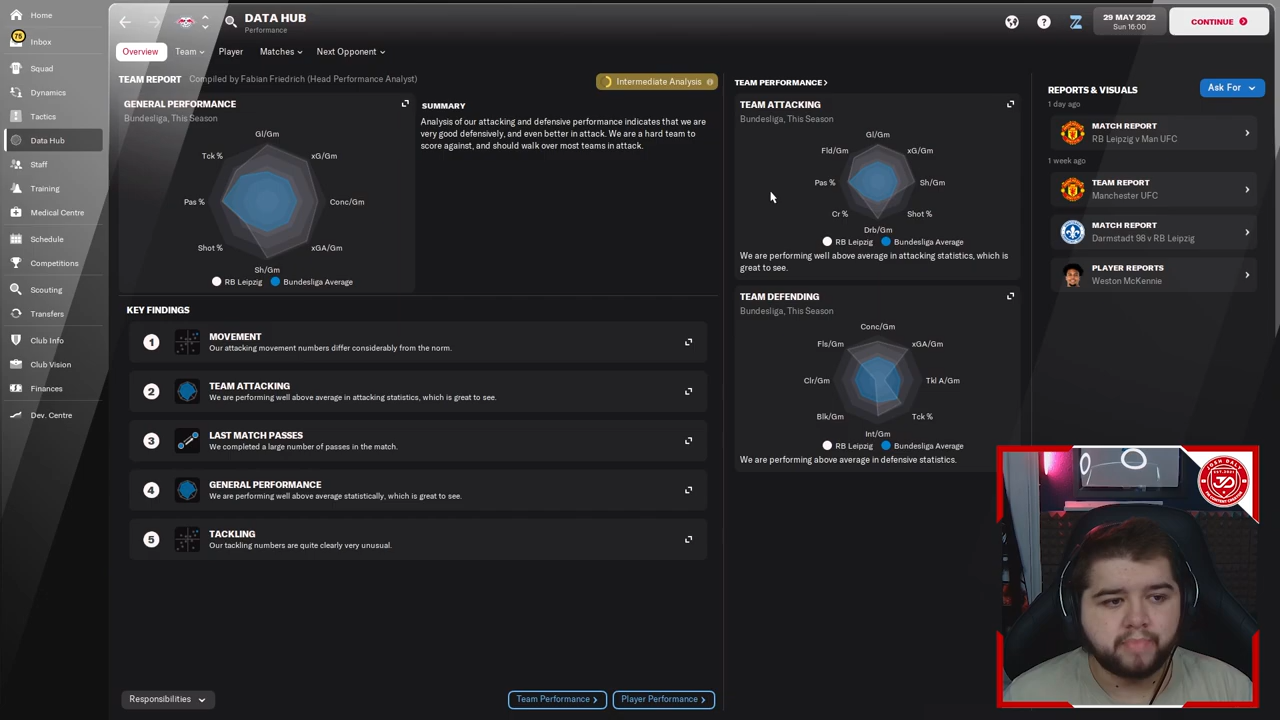 Home
76
Inbox
Squad
Dynamics
Tactics
Data Hub
Staff
Training
Medical Centre
Schedule
Competitions
Scouting
Transfers
Club Info
Club Vision
Finances
Dev. Centre
DATA HUB
Performance
?
Z
29 MAY 2022
Sun 16:00
CONTINUE
Overview
Team
Player
Matches
Next Opponent
TEAM REPORT Compiled by Fabian Friedrich (Head Performance Analyst)
Intermediate Analysis
GENERAL PERFORMANCE
Bundesliga, This Season
Gl/Gm
Tck %
xG/Gm
Pas %
Conc/Gm
Shot %
xGA/Gm
Sh/Gm
RB Leipzig
Bundesliga Average
SUMMARY
Analysis of our attacking and defensive performance indicates that we are
very good defensively, and even better in attack. We are a hard team to
score against, and should walk over most teams in attack.
KEY FINDINGS
1
MOVEMENT
Our attacking movement numbers differ considerably from the norm.
2
TEAM ATTACKING
We are performing well above average in attacking statistics, which is great to see.
3
LAST MATCH PASSES
We completed a large number of passes in the match.
4
GENERAL PERFORMANCE
We are performing well above average statistically, which is great to see.
5
TACKLING
Our tackling numbers are quite clearly very unusual.
Responsibilities
Team Performance >
Player Performance >
TEAM PERFORMANCE >
TEAM ATTACKING
Bundesliga, This Season
Gl/Gm
Fld/Gm
xG/Gm
Pas %
Sh/Gm
Cr %
Shot %
Drb/Gm
RB Leipzig
Bundesliga Average
We are performing well above average in attacking statistics, which is
great to see.
TEAM DEFENDING
Bundesliga, This Season
Conc/Gm
Fls/Gm
xGA/Gm
Clr/Gm
Tkl A/Gm
Blk/Gm
Tck %
Int/Gm
RB Leipzig
Bundesliga Average
We are performing above average in defensive statistics.
REPORTS & VISUALS
Ask For
1 day ago
MATCH REPORT
RB Leipzig v Man UFC
1 week ago
TEAM REPORT
Manchester UFC
MATCH REPORT
Darmstadt 98 v RB Leipzig
PLAYER REPORTS
Weston McKennie
JOSH DALY
JD